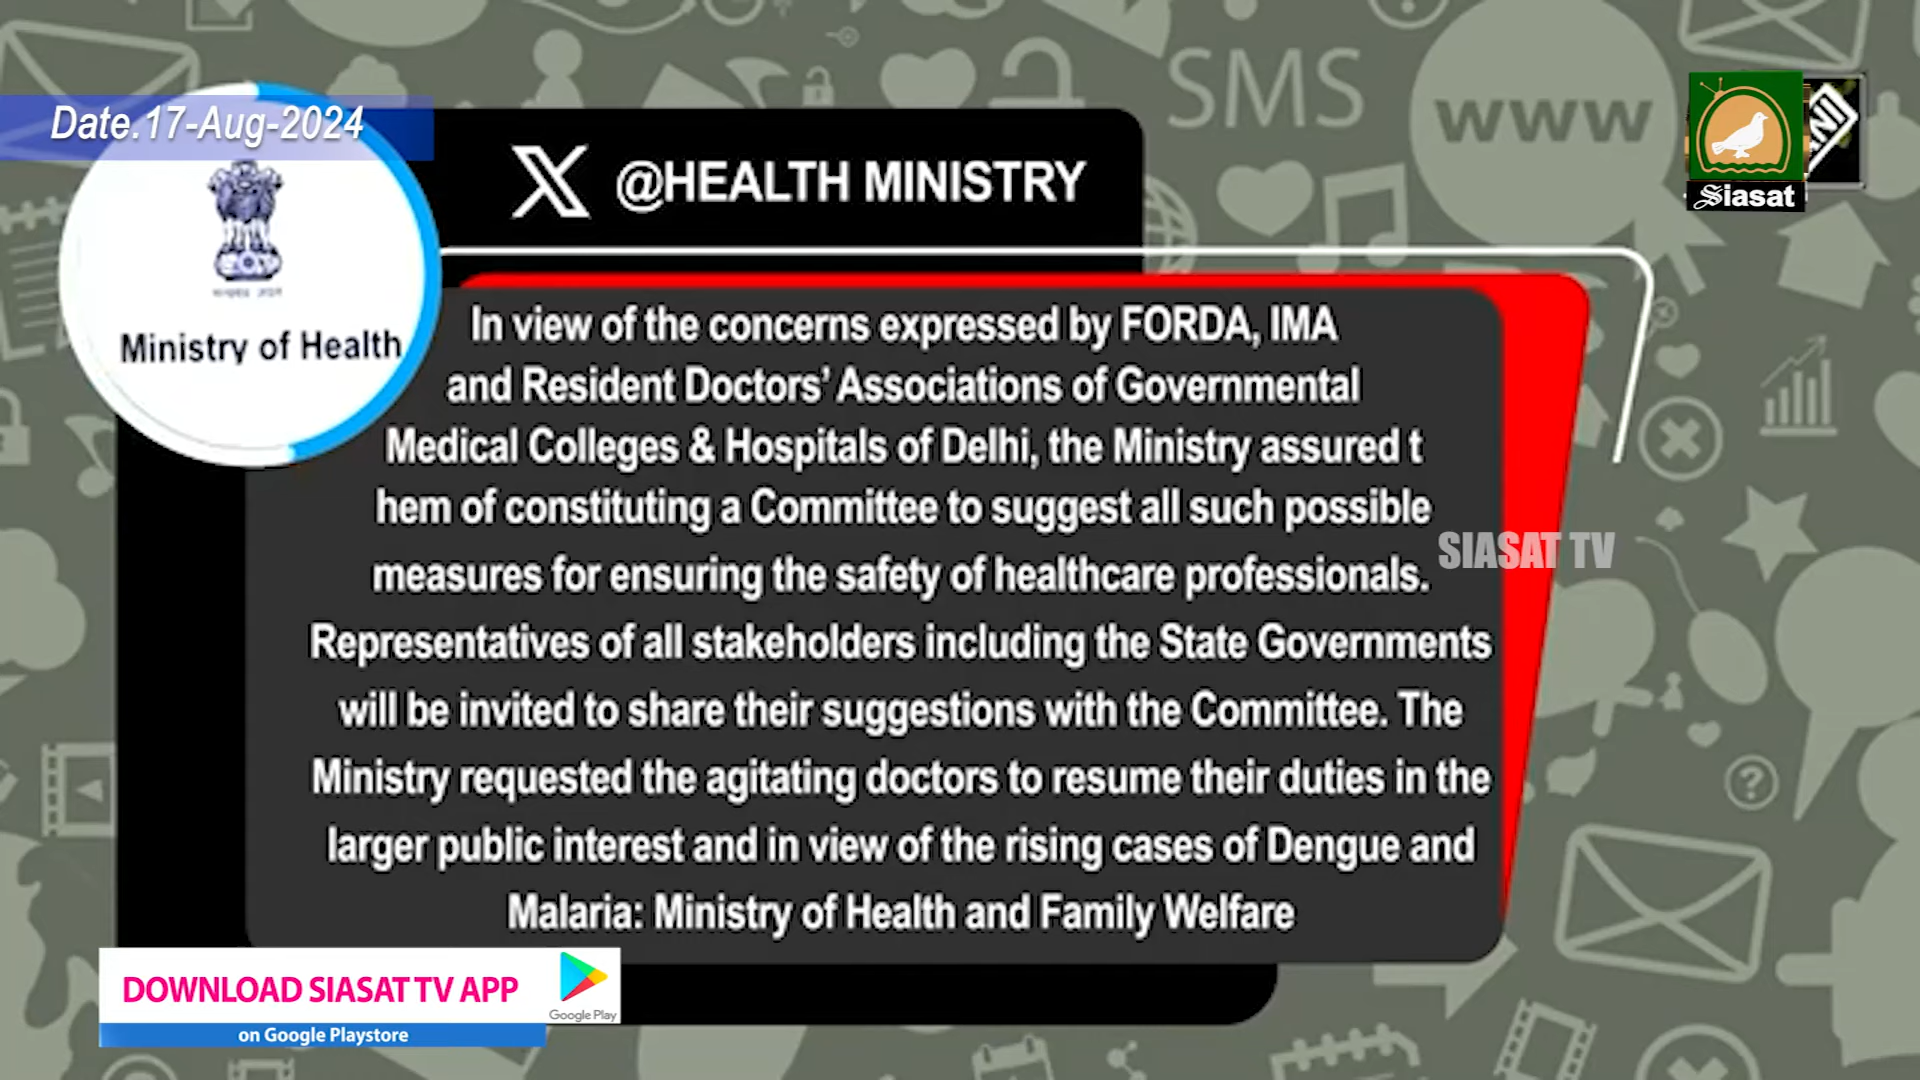 Date.17-Aug-2024
Ministry of Health
X @HEALTH MINISTRY
SMS
WWW
Siasat
ANI
In view of the concerns expressed by FORDA, IMA
and Resident Doctors' Associations of Governmental
Medical Colleges & Hospitals of Delhi, the Ministry assured t
hem of constituting a Committee to suggest all such possible
measures for ensuring the safety of healthcare professionals.
Representatives of all stakeholders including the State Governments
will be invited to share their suggestions with the Committee. The
Ministry requested the agitating doctors to resume their duties in the
larger public interest and in view of the rising cases of Dengue and
Malaria: Ministry of Health and Family Welfare
SIASAT TV
DOWNLOAD SIASAT TV APP
Google Play
on Google Playstore